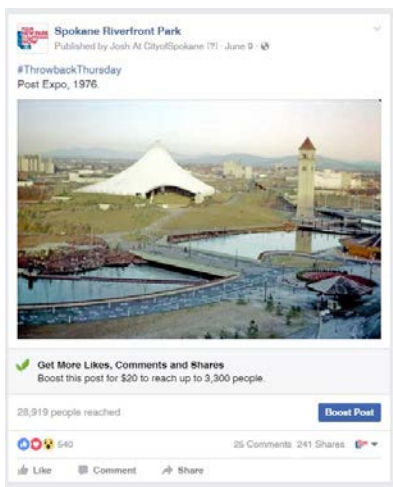 Spokane Riverfront Park
Published by Josh At CityofSpokane [?] · June 9 ·
#ThrowbackThursday
Post Expo, 1976.
Get More Likes, Comments and Shares
Boost this post for $20 to reach up to 3,300 people.
28,919 people reached
Boost Post
640
25 Comments 241 Shares
Like Comment Share